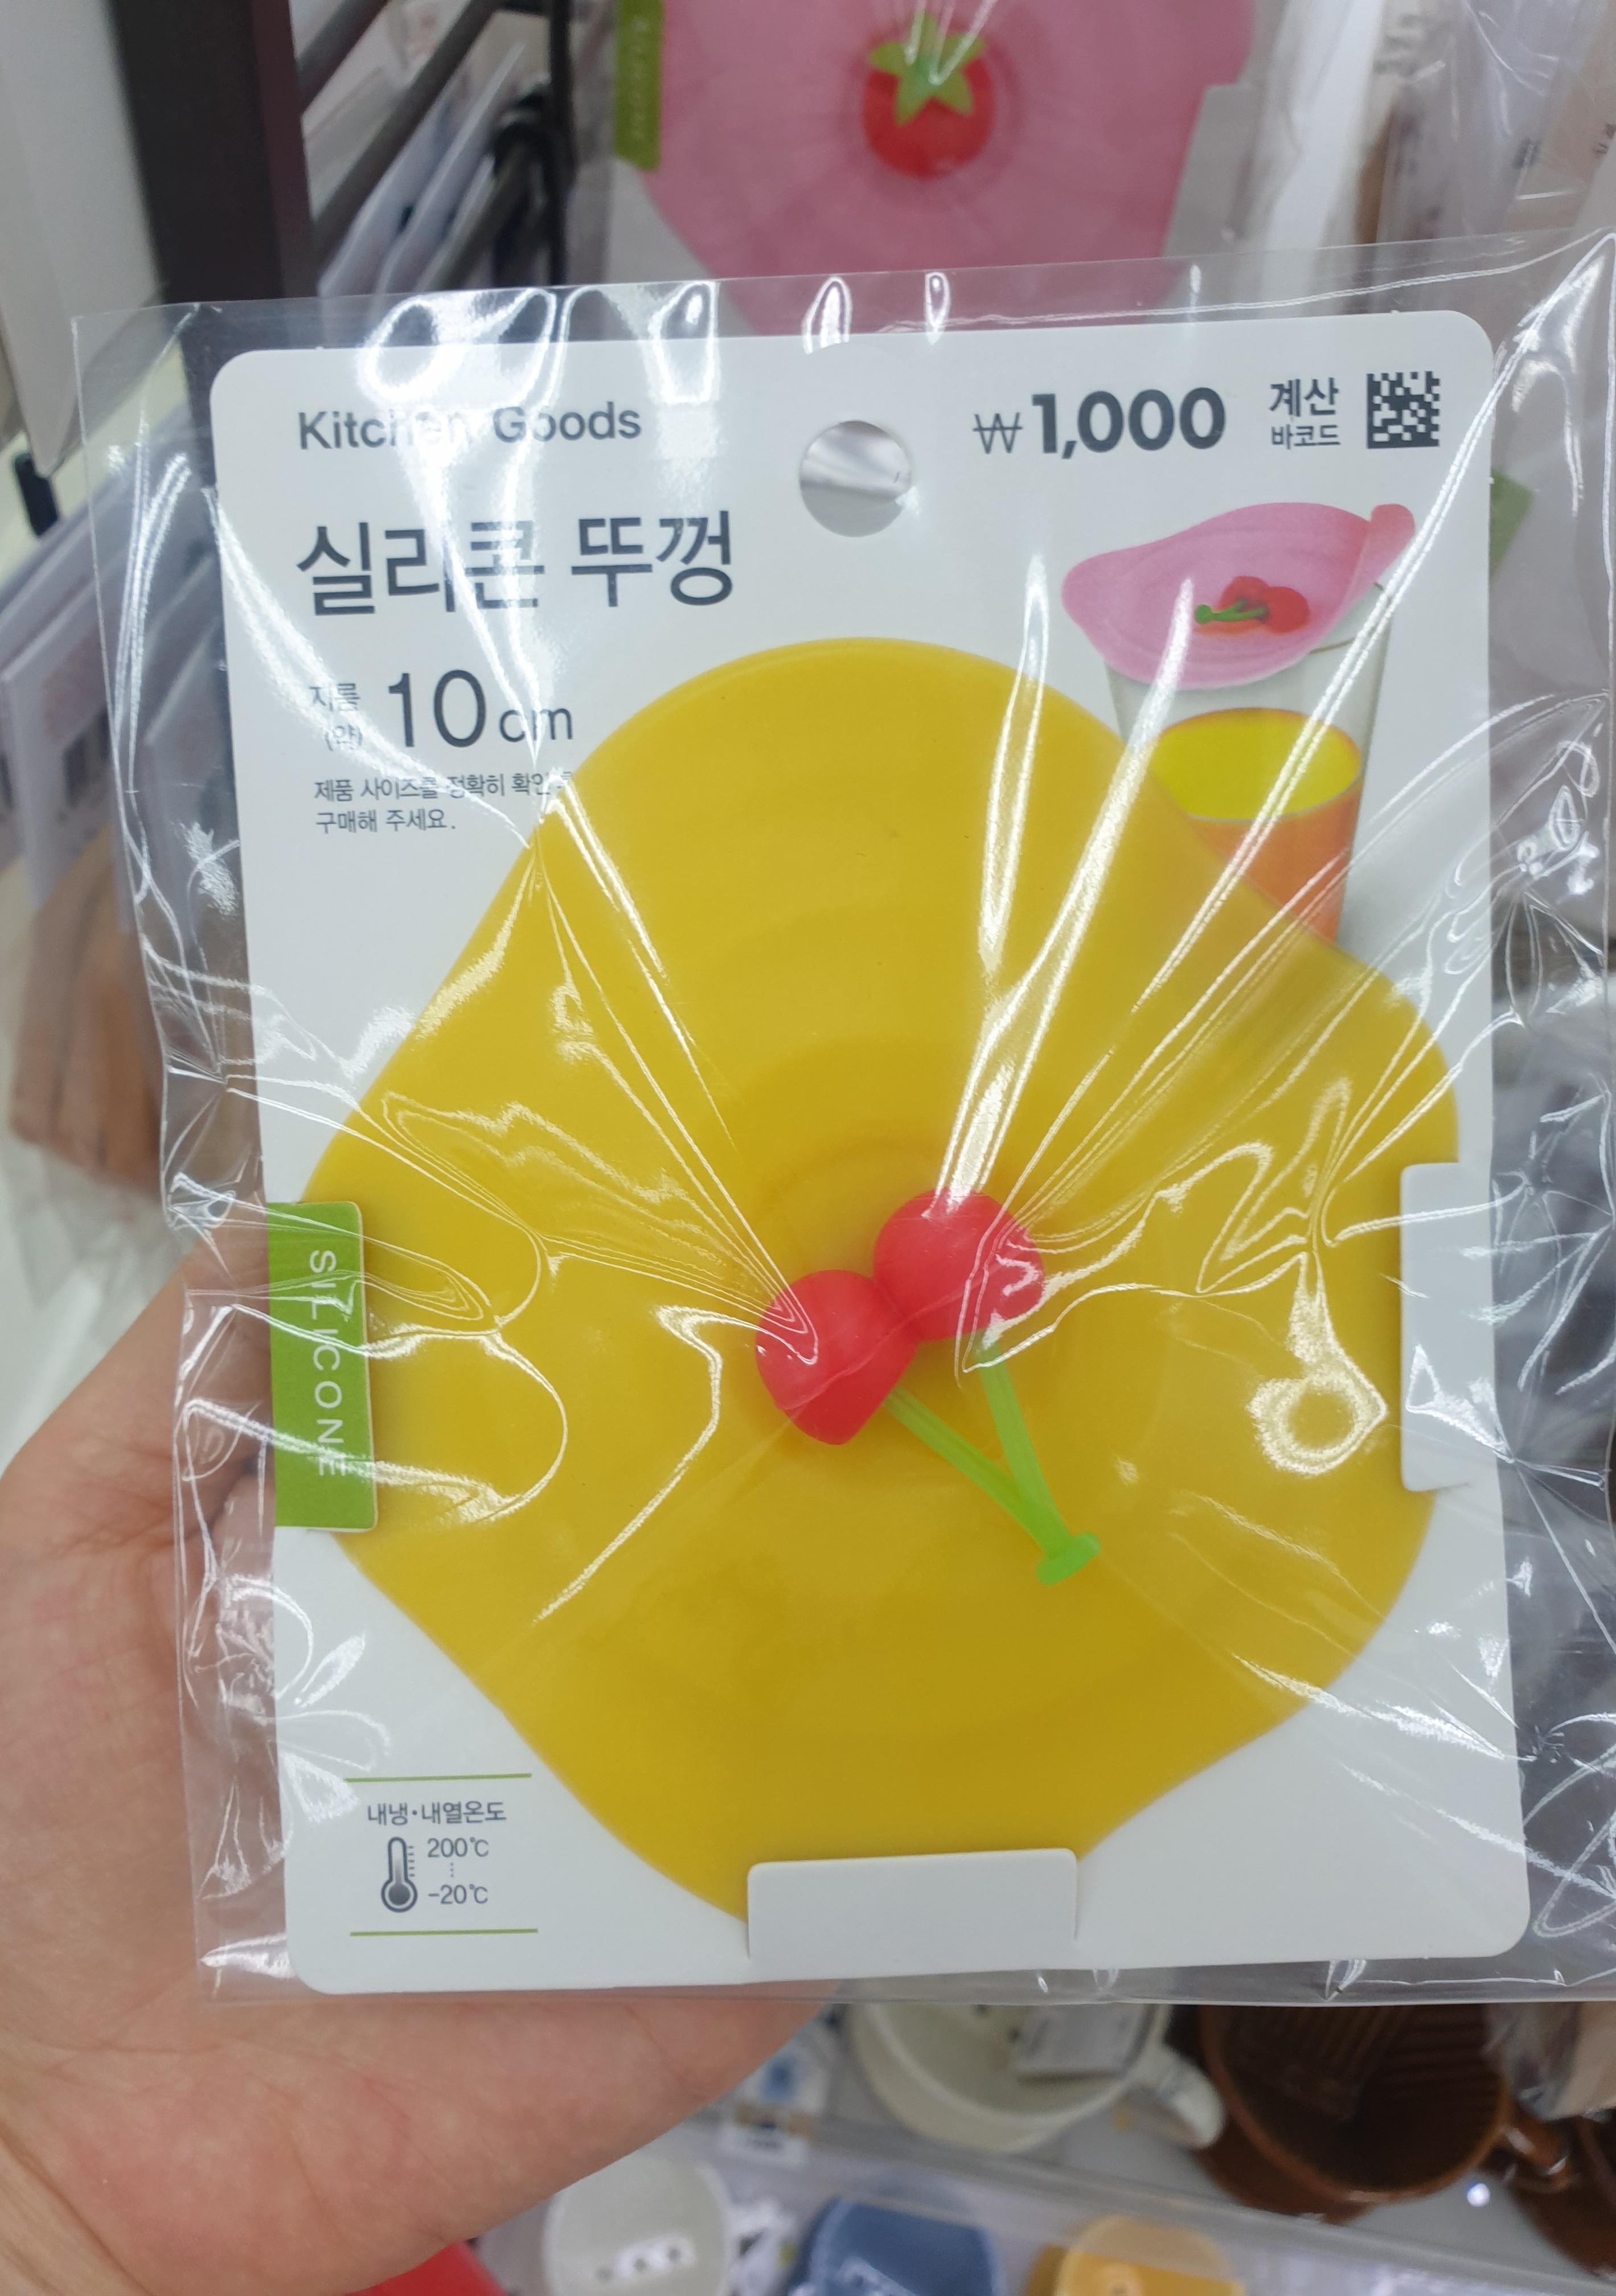 Kitchen Goods
₩1,000
계산
바코드
실리콘 뚜껑
지름
(약)
10cm
제품 사이즈를 정확히 확인 후
구매해 주세요.
SILICONE
내냉·내열온도
200℃
-20℃